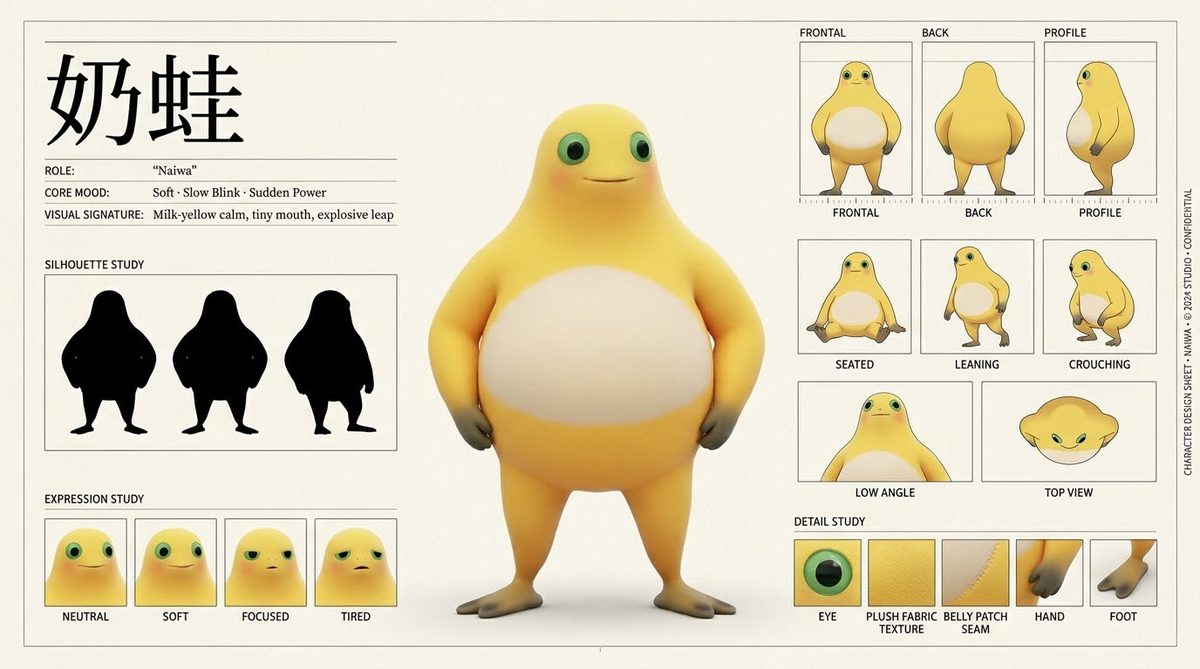 奶蛙
ROLE: “Naiwa”
CORE MOOD: Soft · Slow Blink · Sudden Power
VISUAL SIGNATURE: Milk-yellow calm, tiny mouth, explosive leap
SILHOUETTE STUDY
EXPRESSION STUDY
NEUTRAL
SOFT
FOCUSED
TIRED
FRONTAL
BACK
PROFILE
FRONTAL
BACK
PROFILE
SEATED
LEANING
CROUCHING
LOW ANGLE
TOP VIEW
DETAIL STUDY
EYE
PLUSH FABRIC
TEXTURE
BELLY PATCH
SEAM
HAND
FOOT
CHARACTER DESIGN SHEET • NAIWA • © 2024 STUDIO • CONFIDENTIAL